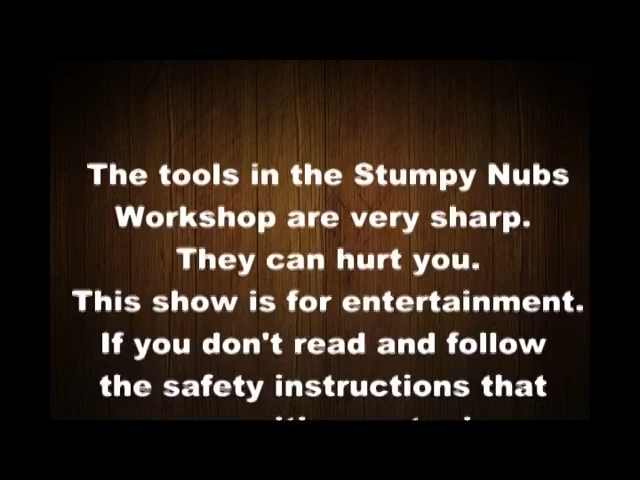 The tools in the Stumpy Nubs
Workshop are very sharp.
They can hurt you.
This show is for entertainment.
If you don't read and follow
the safety instructions that